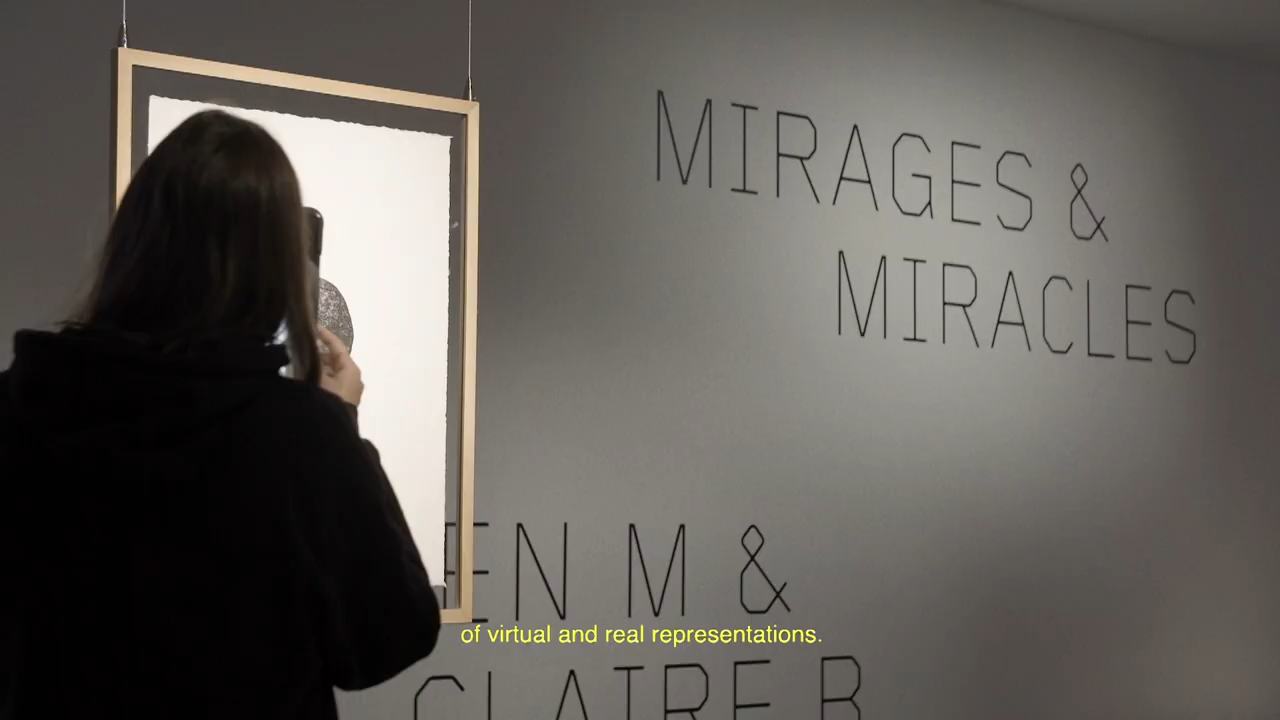 MIRAGES &
MIRACLES
EN M &
of virtual and real representations.
CLAIRE B